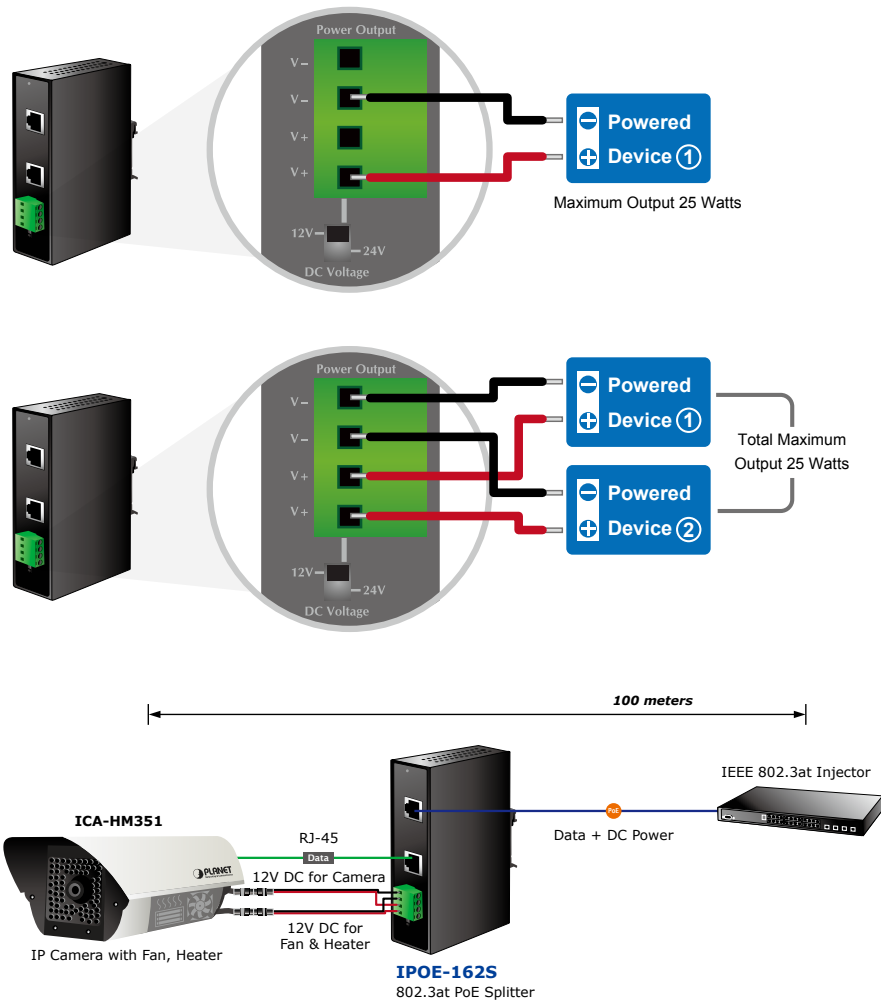 Power Output
V–
V–
V+
V+
12V
24V
DC Voltage
Powered
Device 1
Maximum Output 25 Watts
Power Output
V–
V–
V+
V+
12V
24V
DC Voltage
Powered
Device 1
Powered
Device 2
Total Maximum
Output 25 Watts
100 meters
ICA-HM351
RJ-45
Data
12V DC for Camera
12V DC for
Fan & Heater
PLANET
IP Camera with Fan, Heater
IPOE-162S
802.3at PoE Splitter
PoE
Data + DC Power
IEEE 802.3at Injector